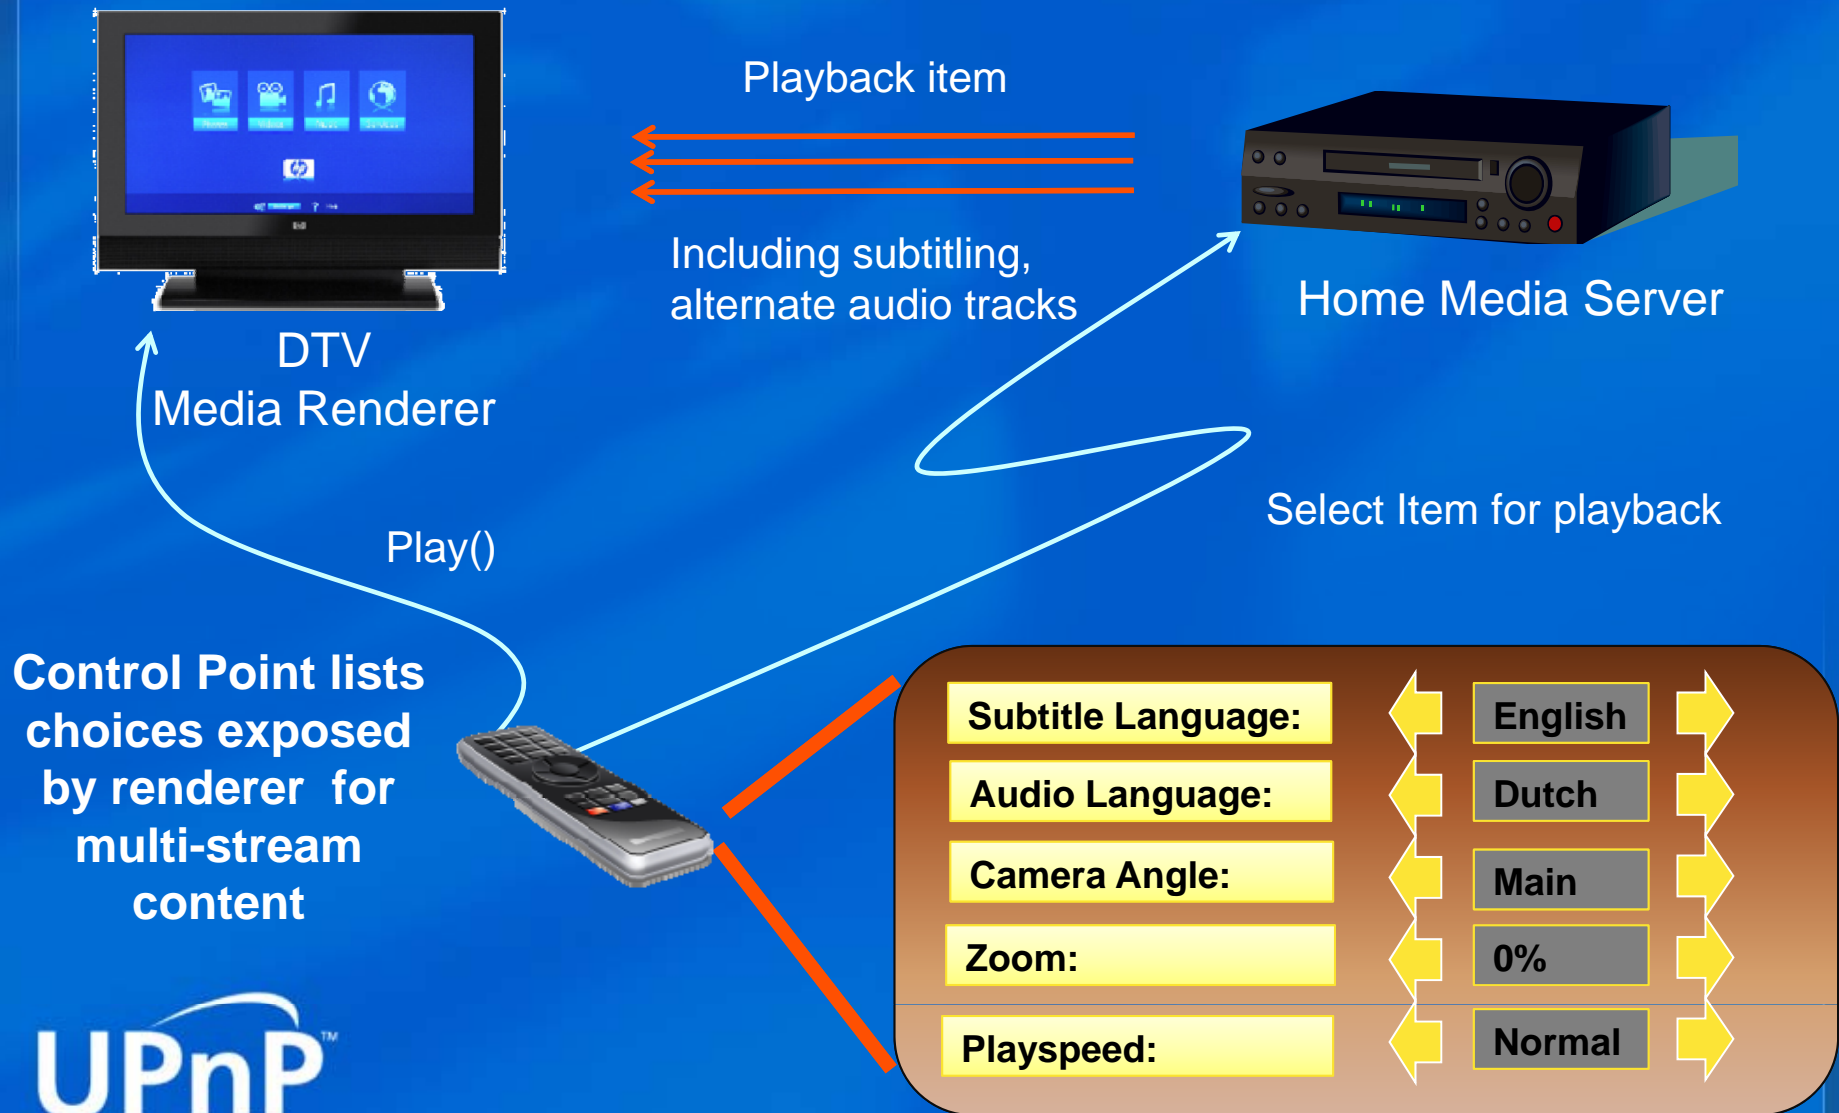 Playback item
Including subtitling,
alternate audio tracks
Home Media Server
DTV
Media Renderer
Select Item for playback
Play()
Control Point lists
choices exposed
by renderer for
multi-stream
content
Subtitle Language:
English
Audio Language:
Dutch
Camera Angle:
Main
Zoom:
0%
Playspeed:
Normal
UPnP™